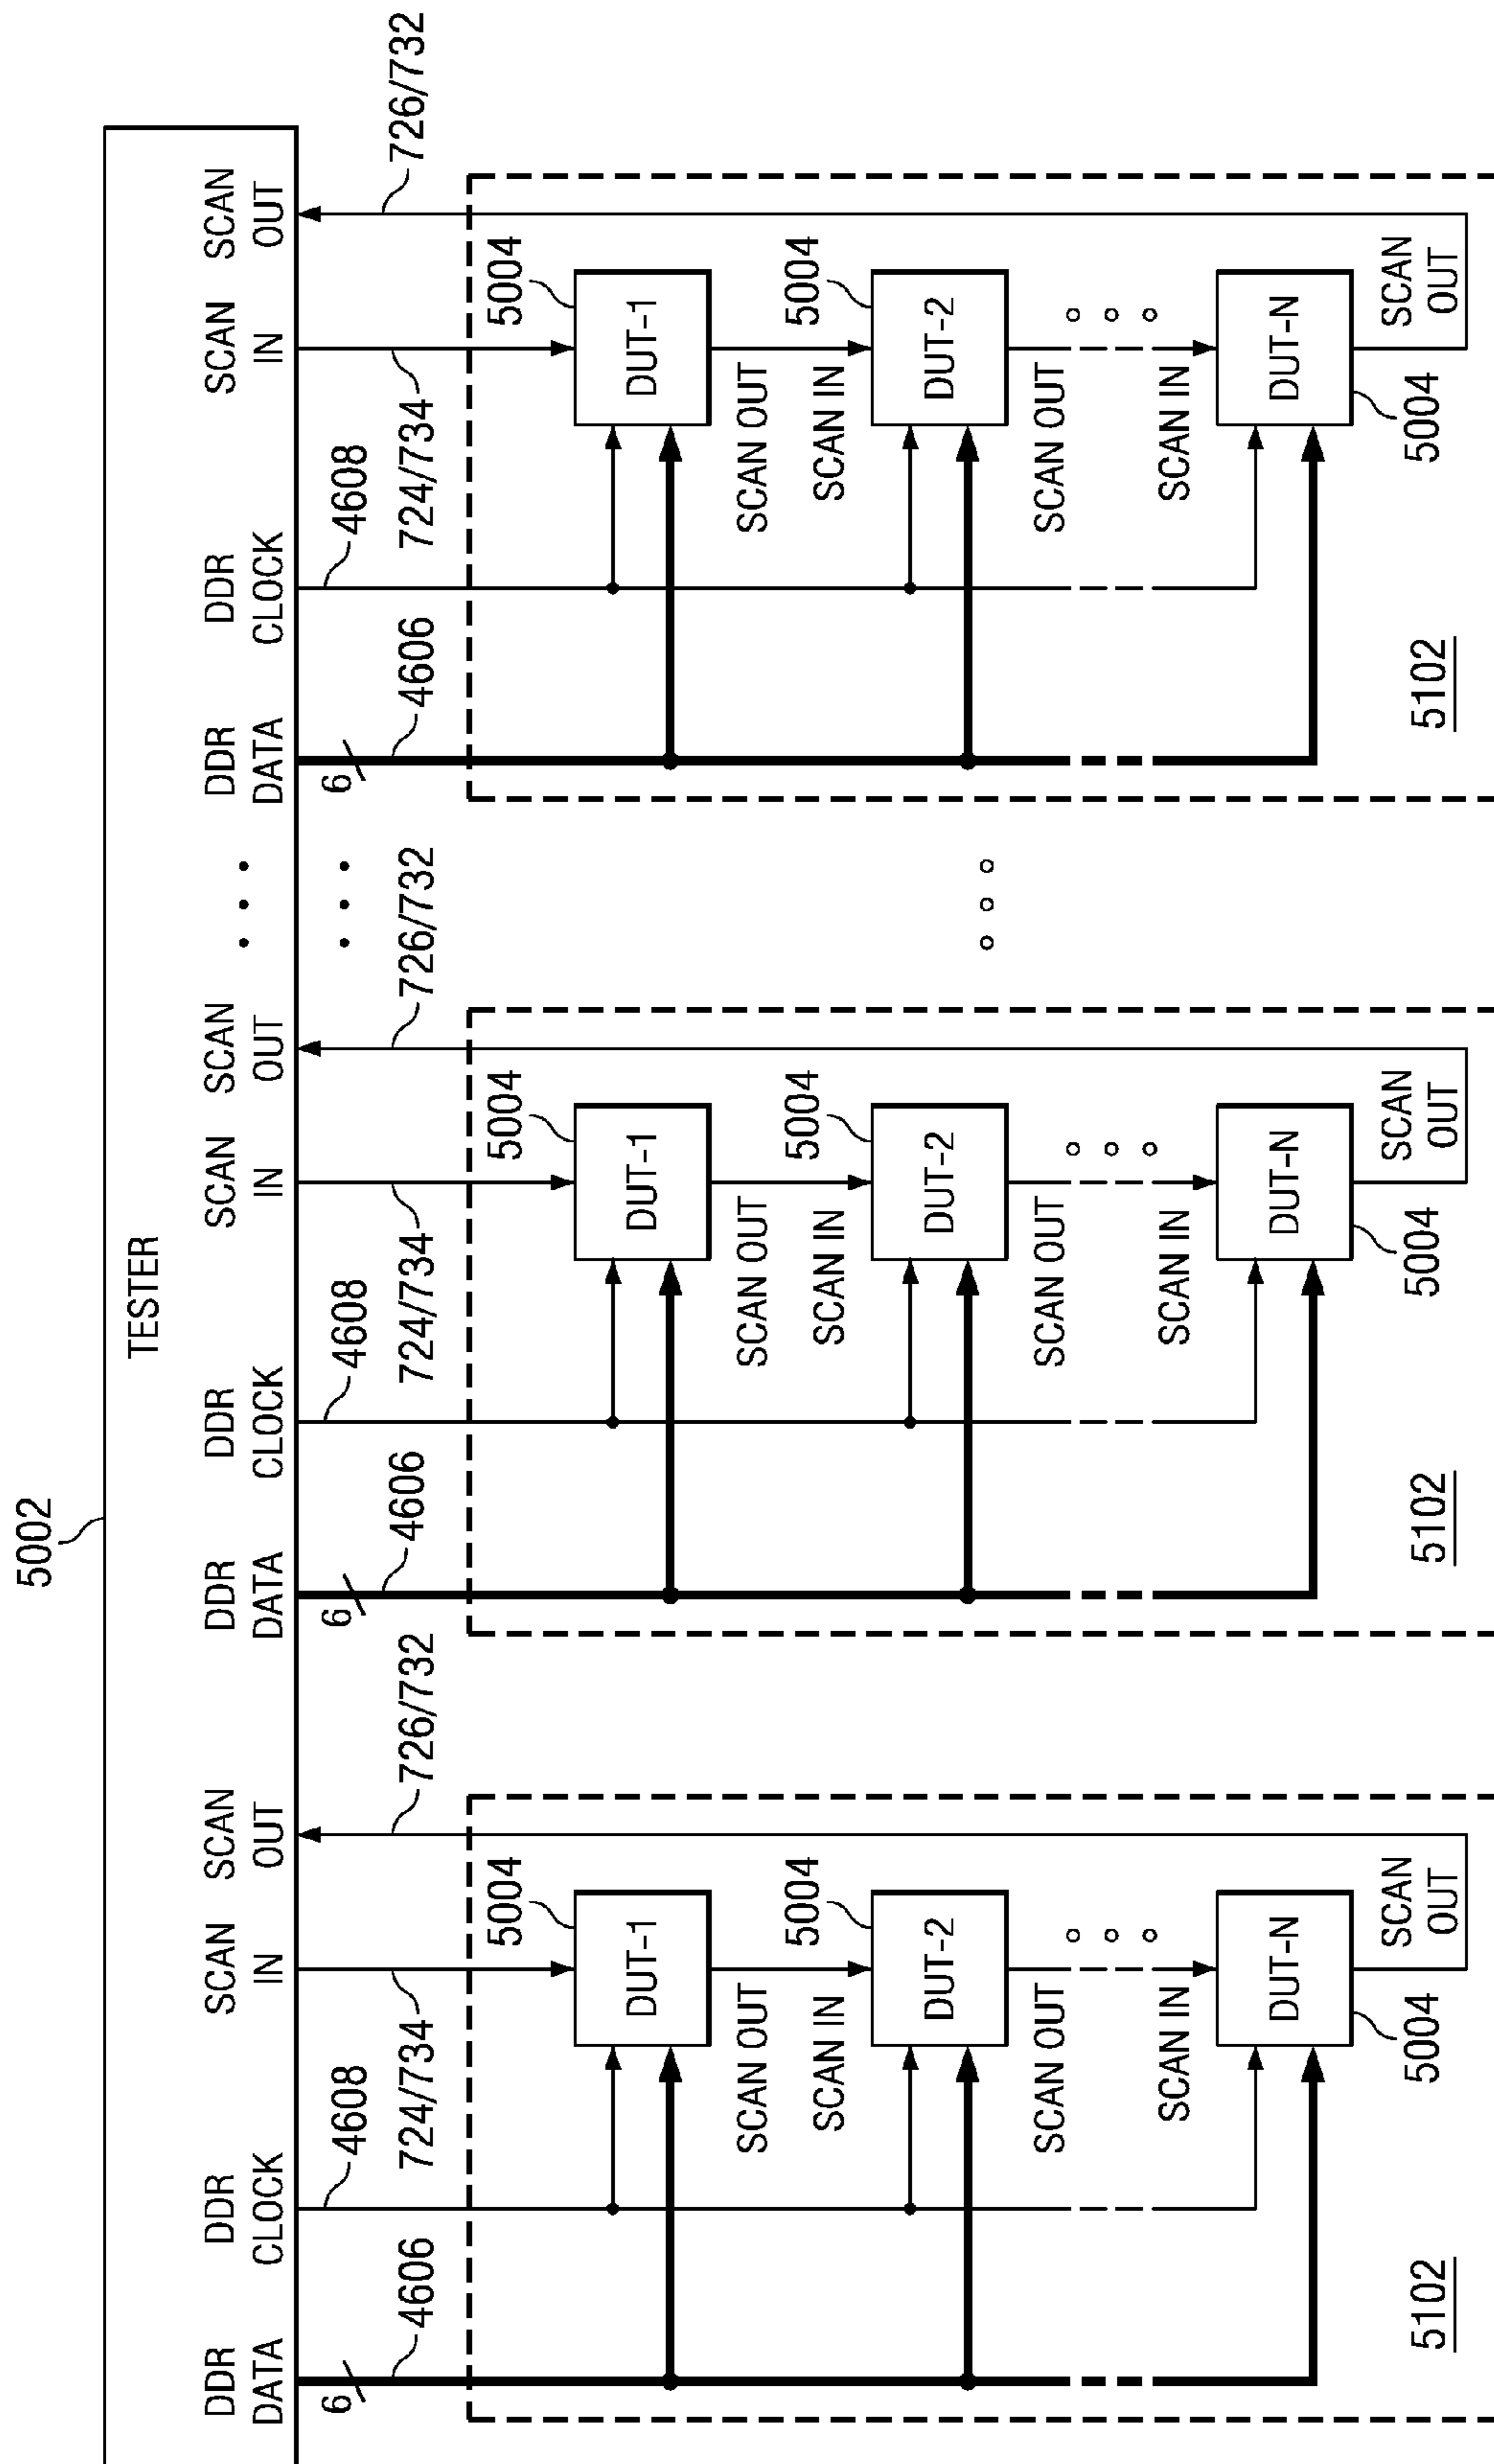 5002
TESTER
DDR
DATA
DDR
CLOCK
SCAN
IN
SCAN
OUT
DDR
DATA
DDR
CLOCK
SCAN
IN
SCAN
OUT
DDR
DATA
DDR
CLOCK
SCAN
IN
SCAN
OUT
6
4606
4608
724/734
726/732
5004
DUT-1
SCAN OUT
SCAN IN
5004
DUT-2
SCAN OUT
SCAN IN
DUT-N
5004
SCAN
OUT
5102
6
4606
4608
724/734
726/732
5004
DUT-1
SCAN OUT
SCAN IN
5004
DUT-2
SCAN OUT
SCAN IN
DUT-N
5004
SCAN
OUT
5102
6
4606
4608
724/734
726/732
5004
DUT-1
SCAN OUT
SCAN IN
5004
DUT-2
SCAN OUT
SCAN IN
DUT-N
5004
SCAN
OUT
5102